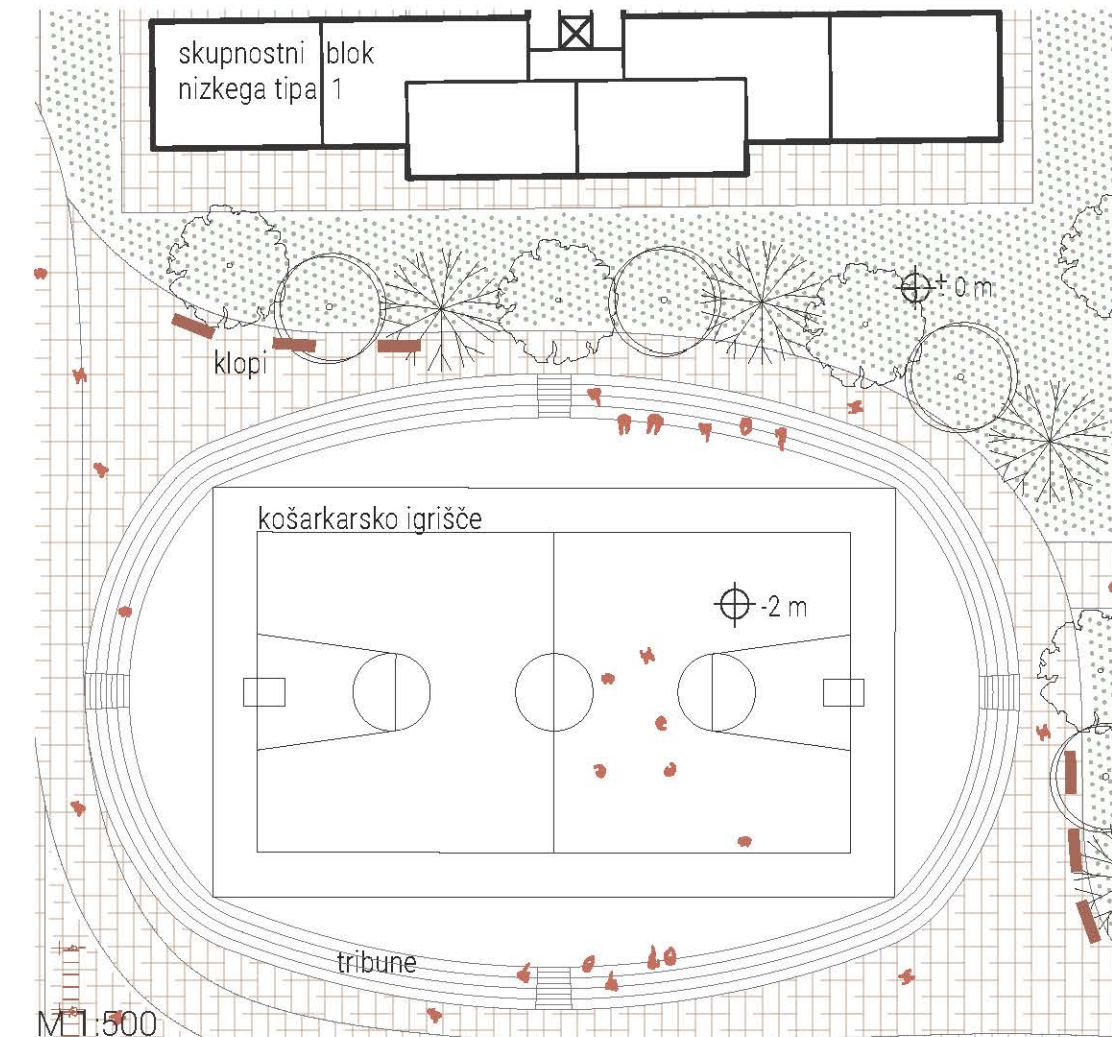 skupnostni blok
nizkega tipa 1
± 0 m
klopi
košarkarsko igrišče
-2 m
tribune
M 1:500